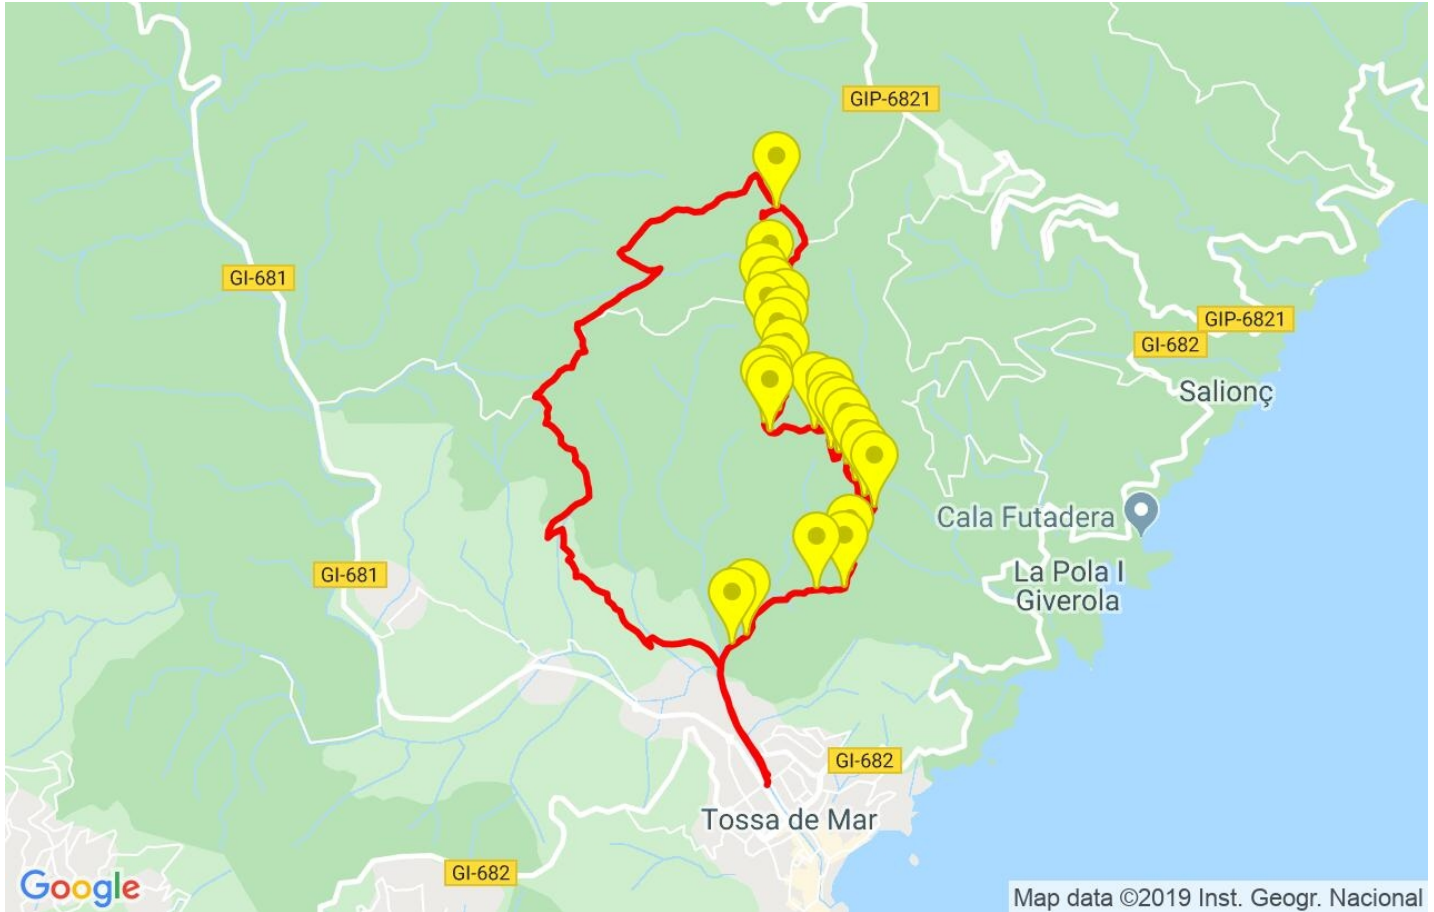 GIP-6821
GI-681
GIP-6821
GI-682
Salionç
Cala Futadera
GI-681
La Pola I
Giverola
GI-682
Tossa de Mar
GI-682
Google
Map data ©2019 Inst. Geogr. Nacional